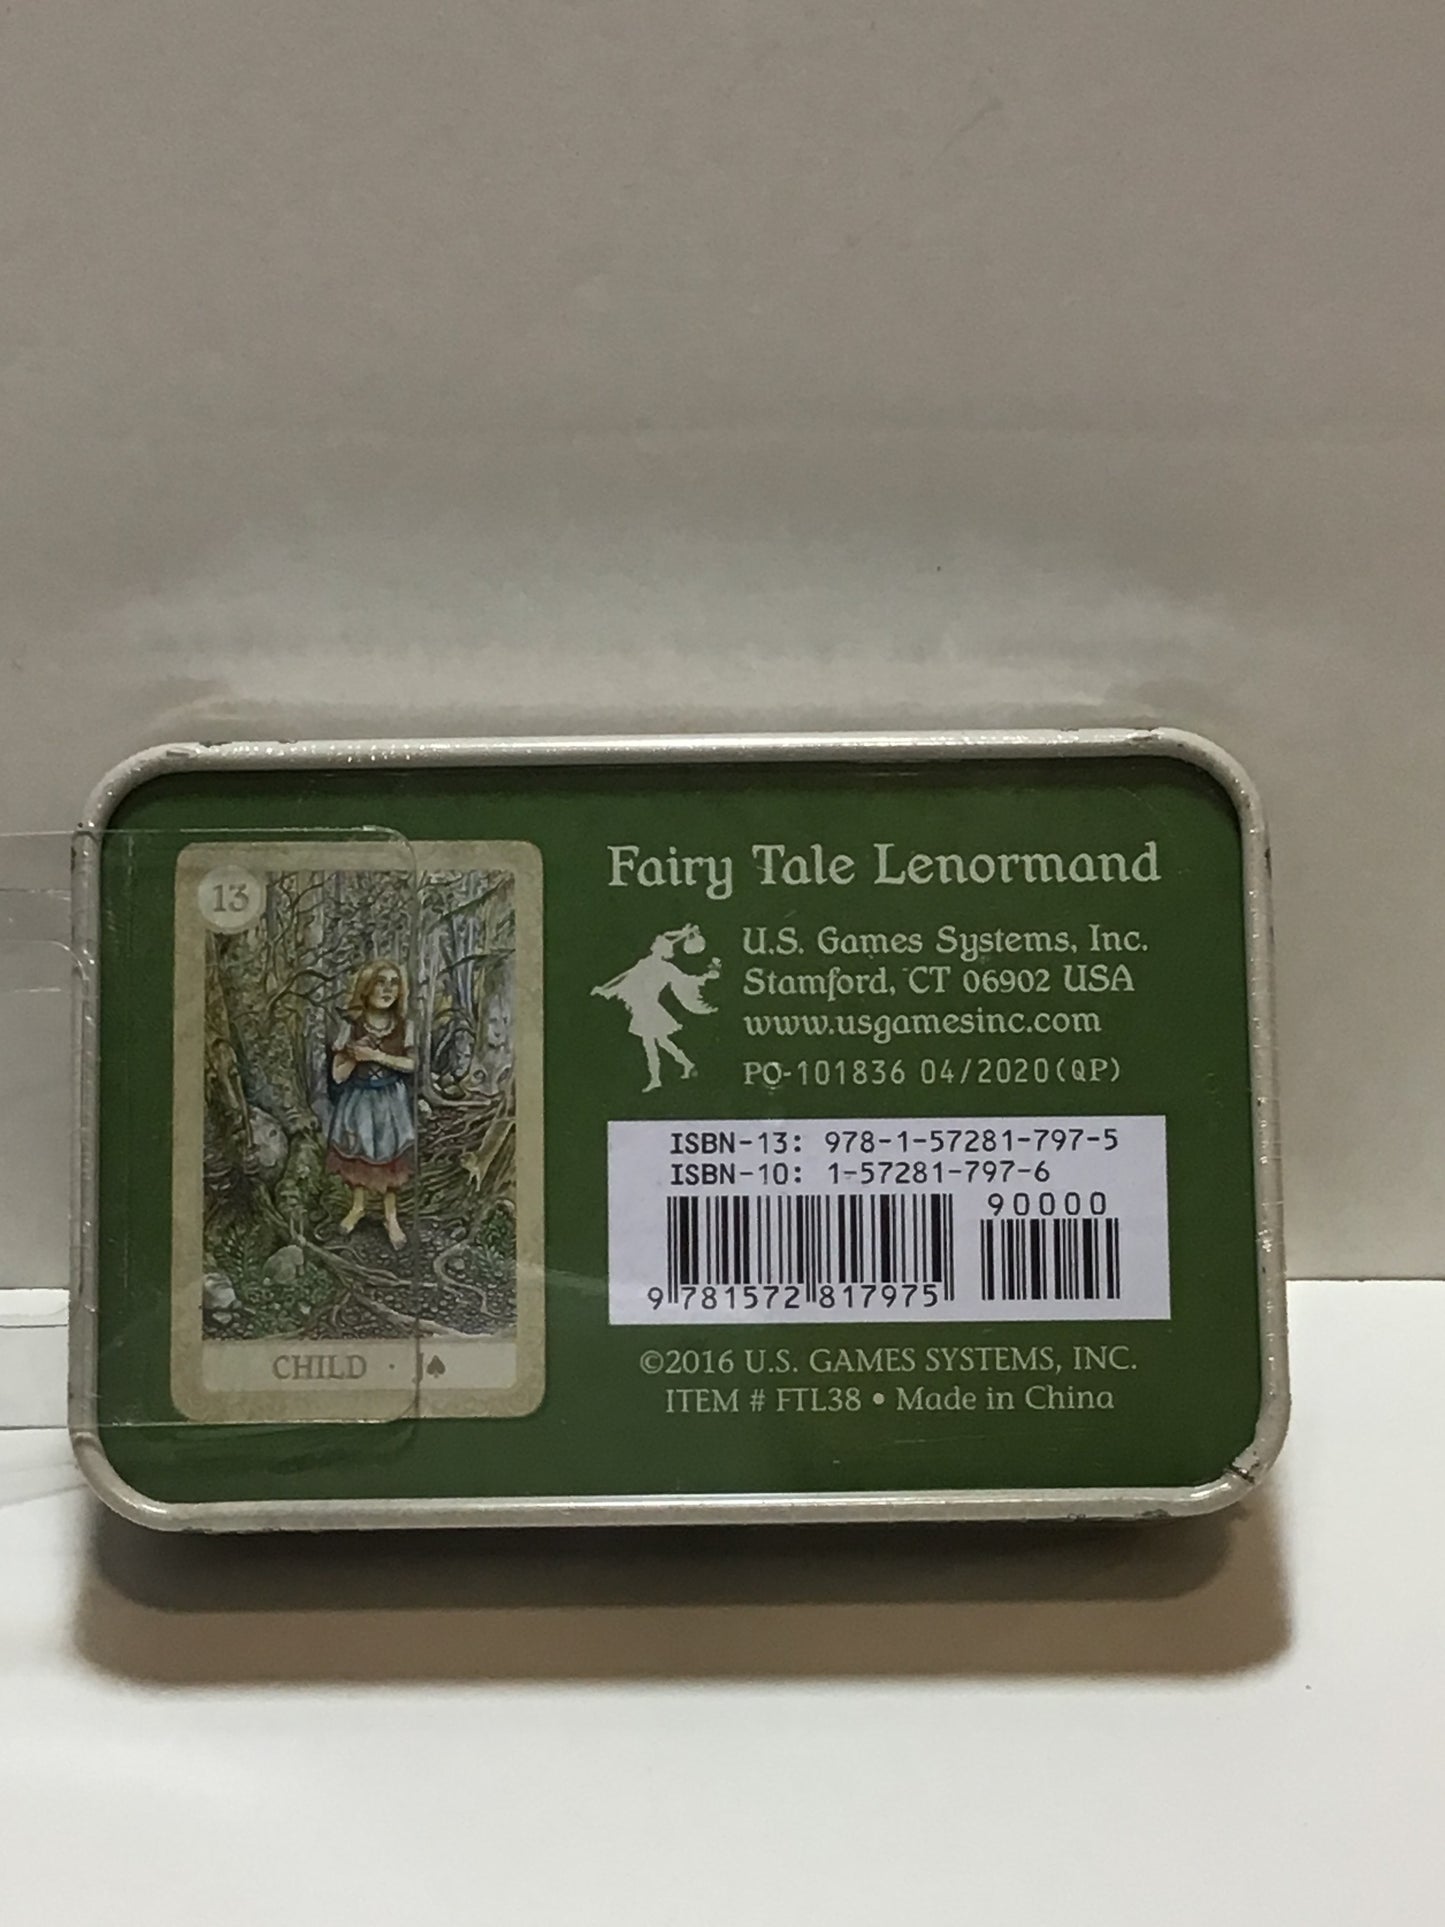 13
CHILD · J♠
Fairy Tale Lenormand
U.S. Games Systems, Inc.
Stamford, CT 06902 USA
www.usgamesinc.com
PO-101836 04/2020(QP)
ISBN-13: 978-1-57281-797-5
ISBN-10: 1-57281-797-6
90000
9 781572 817975
©2016 U.S. GAMES SYSTEMS, INC.
ITEM # FTL38 • Made in China